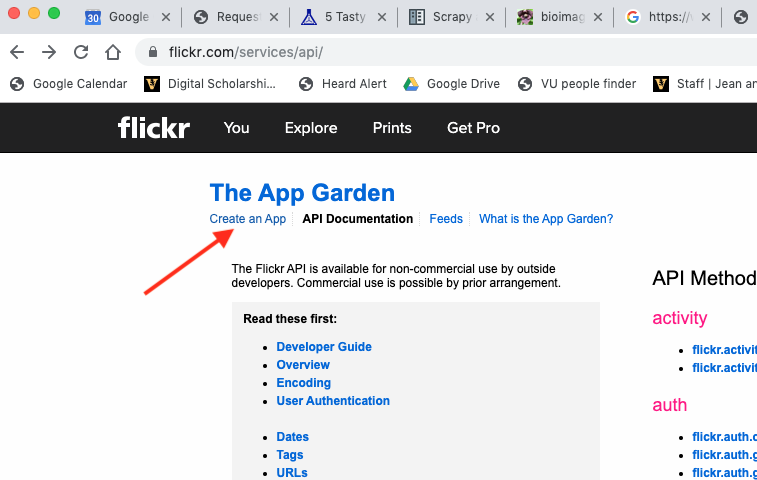 Google
Reques
5 Tasty
Scrapy
bioimag
https://
flickr.com/services/api/
Google Calendar
Digital Scholarshi...
Heard Alert
Google Drive
VU people finder
Staff | Jean an
flickr
You
Explore
Prints
Get Pro
The App Garden
Create an App
API Documentation
Feeds
What is the App Garden?
The Flickr API is available for non-commercial use by outside
developers. Commercial use is possible by prior arrangement.
Read these first:
Developer Guide
Overview
Encoding
User Authentication
Dates
Tags
URLs
API Method
activity
flickr.activit
flickr.activit
auth
flickr.auth.c
flickr.auth.g
flickr.auth.g